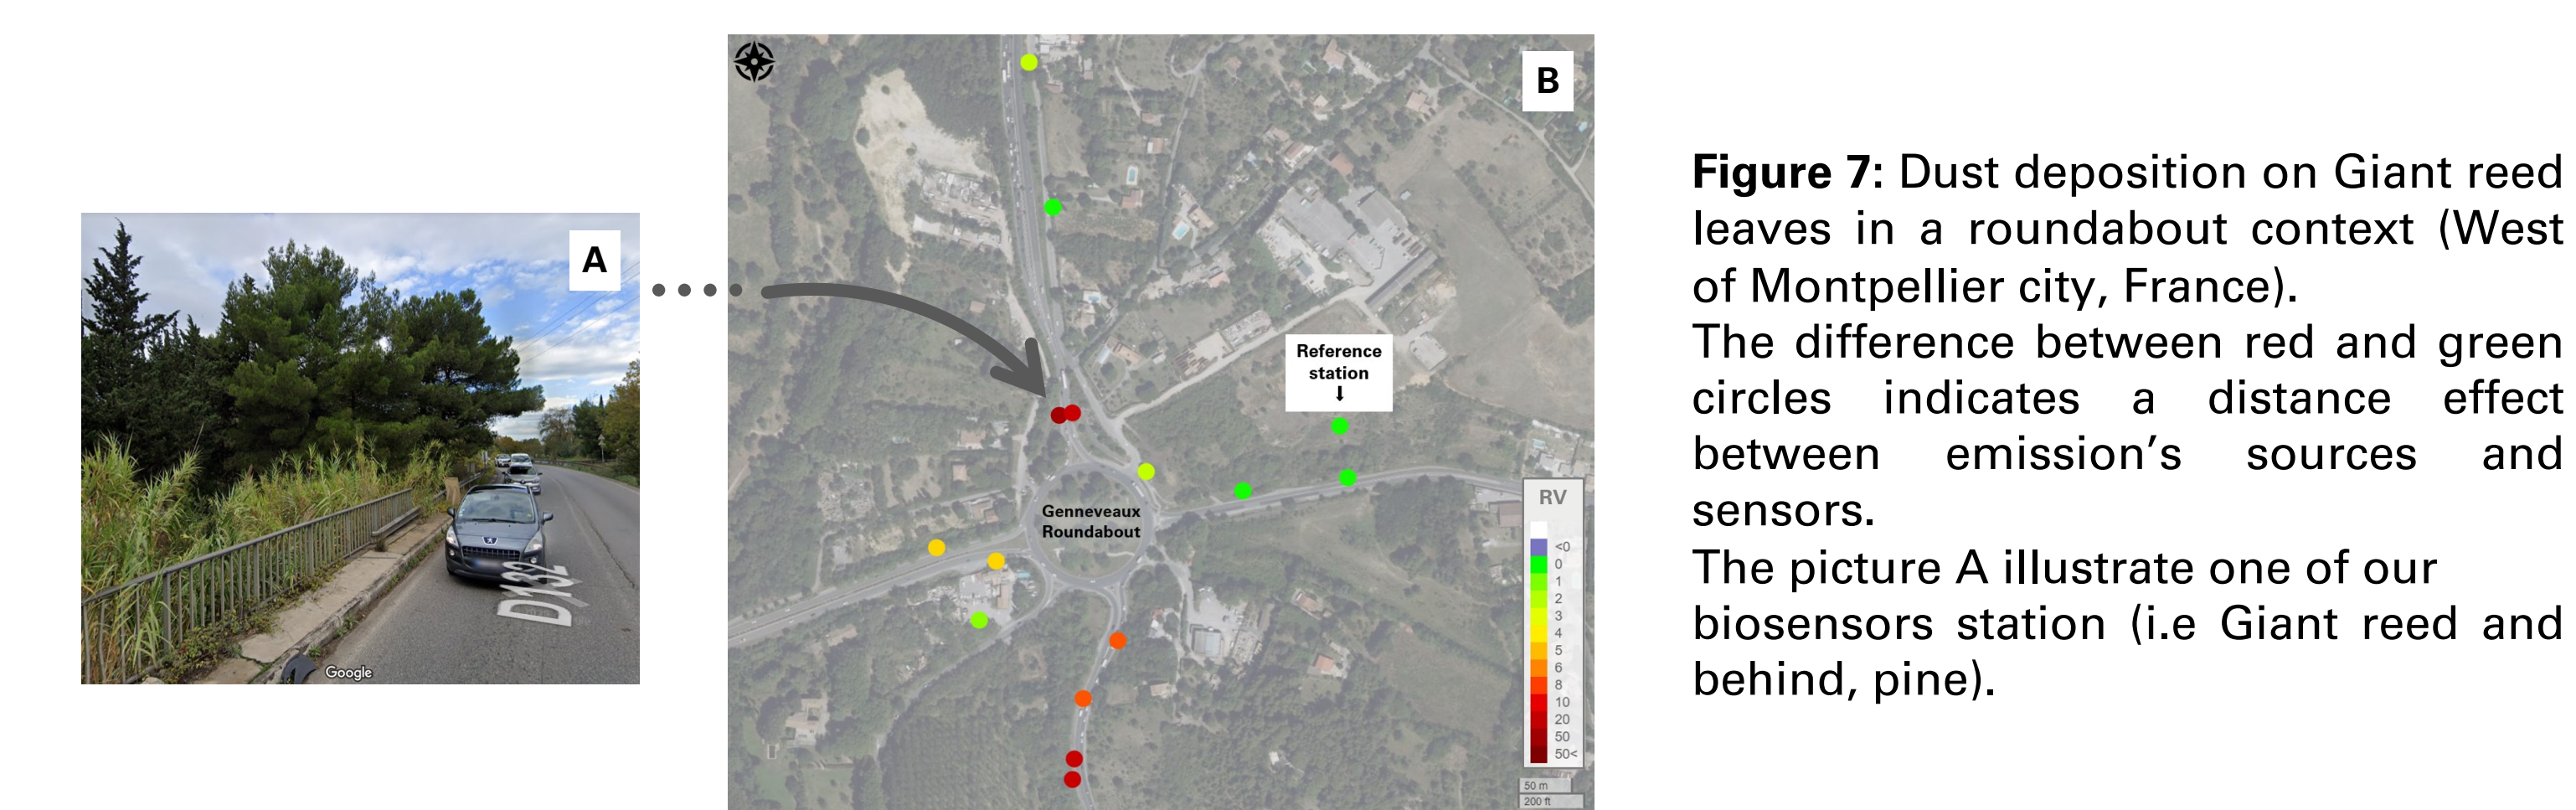 A
D132
Google
B
Reference
station
Genneveaux
Roundabout
RV
<0
0
1
2
3
4
5
6
8
10
20
50
50<
50 m
200 ft
Figure 7: Dust deposition on Giant reed
leaves in a roundabout context (West
of Montpellier city, France).
The difference between red and green
circles indicates a distance effect
between emission's sources and
sensors.
The picture A illustrate one of our
biosensors station (i.e Giant reed and
behind, pine).